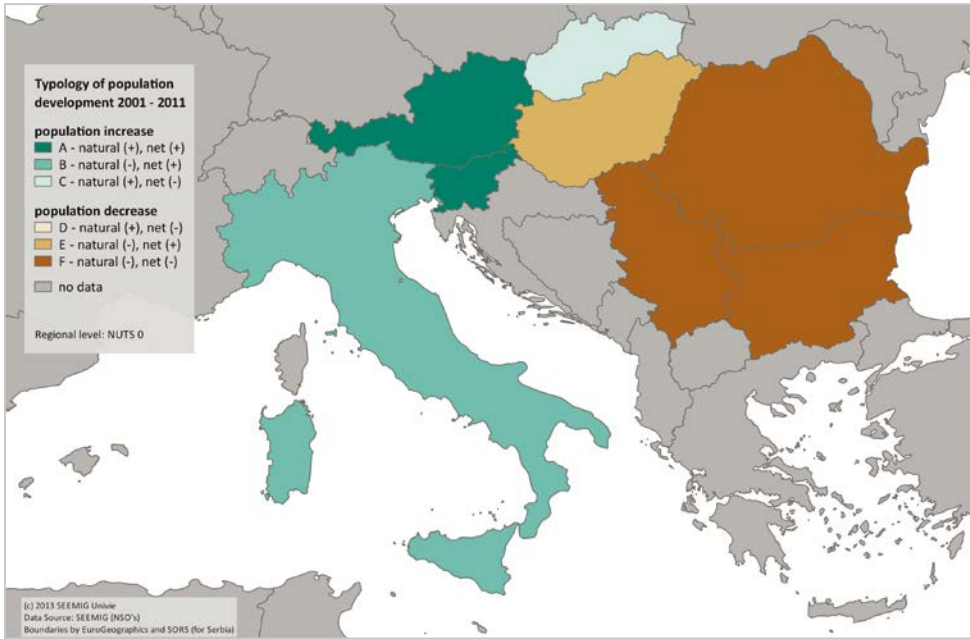 Typology of population
development 2001 - 2011
population increase
A - natural (+), net (+)
B - natural (-), net (+)
C - natural (+), net (-)
population decrease
D - natural (+), net (-)
E - natural (-), net (+)
F - natural (-), net (-)
no data
Regional level: NUTS 0
(c) 2013 SEEMIG Univie
Data Source: SEEMIG (NSO's)
Boundaries by EuroGeographics and SORS (for Serbia)